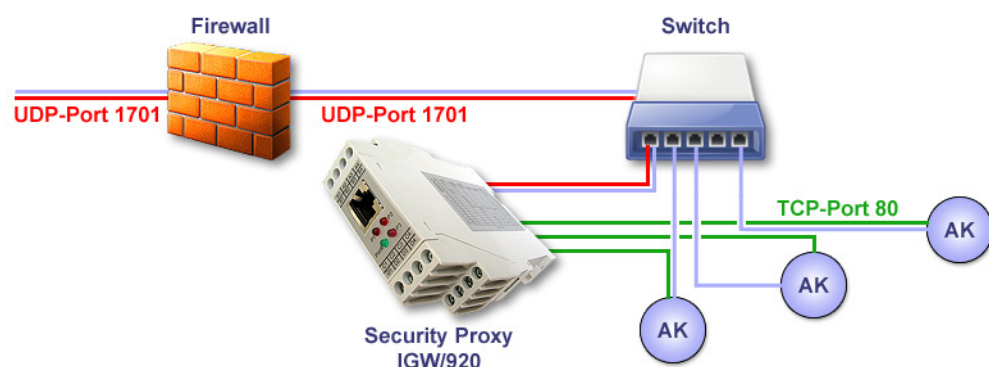 Firewall
Switch
UDP-Port 1701
UDP-Port 1701
TCP-Port 80
AK
AK
AK
Security Proxy
IGW/920